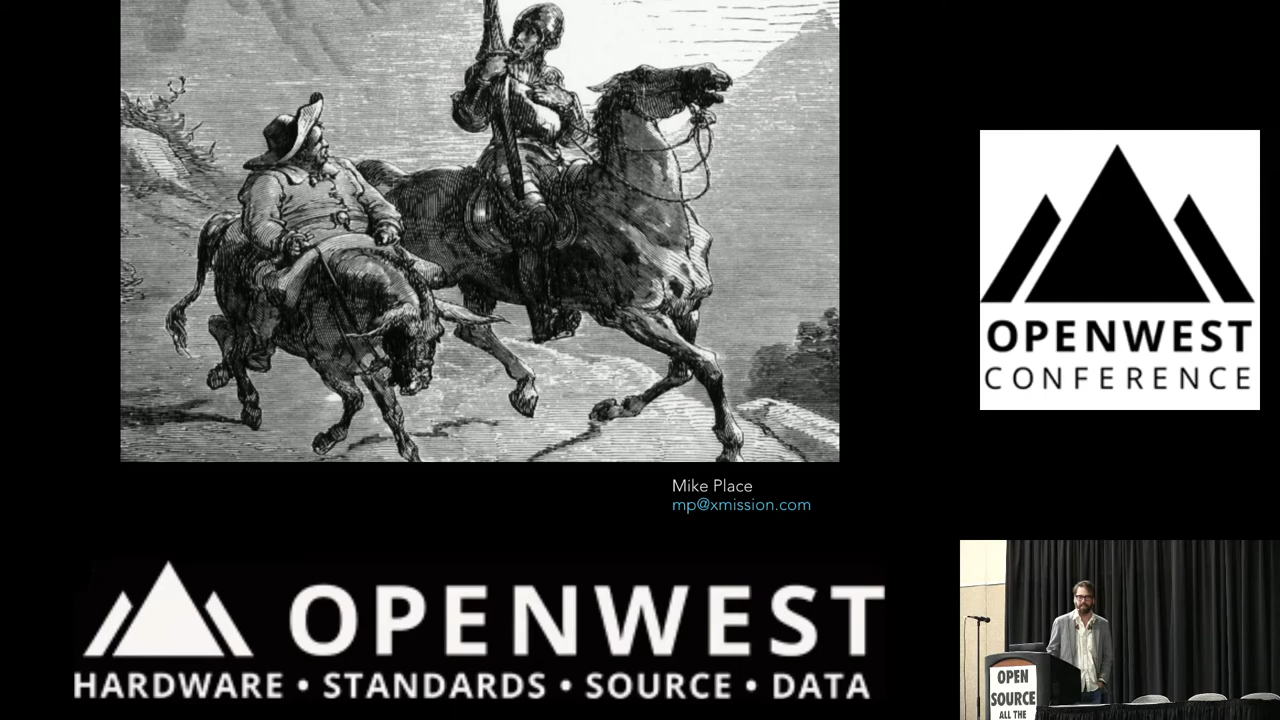 OPENWEST
CONFERENCE
Mike Place
mp@xmission.com
OPENWEST
HARDWARE • STANDARDS • SOURCE • DATA
OPEN
SOURCE
ALL THE